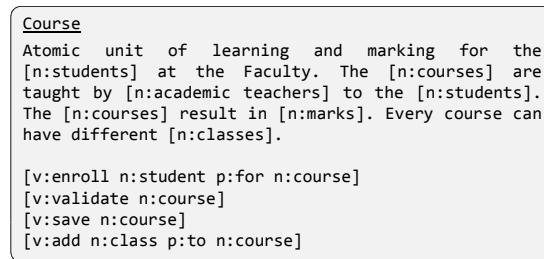 Course
Atomic unit of learning and marking for the
[n:students] at the Faculty. The [n:courses] are
taught by [n:academic teachers] to the [n:students].
The [n:courses] result in [n:marks]. Every course can
have different [n:classes].
[v:enroll n:student p:for n:course]
[v:validate n:course]
[v:save n:course]
[v:add n:class p:to n:course]